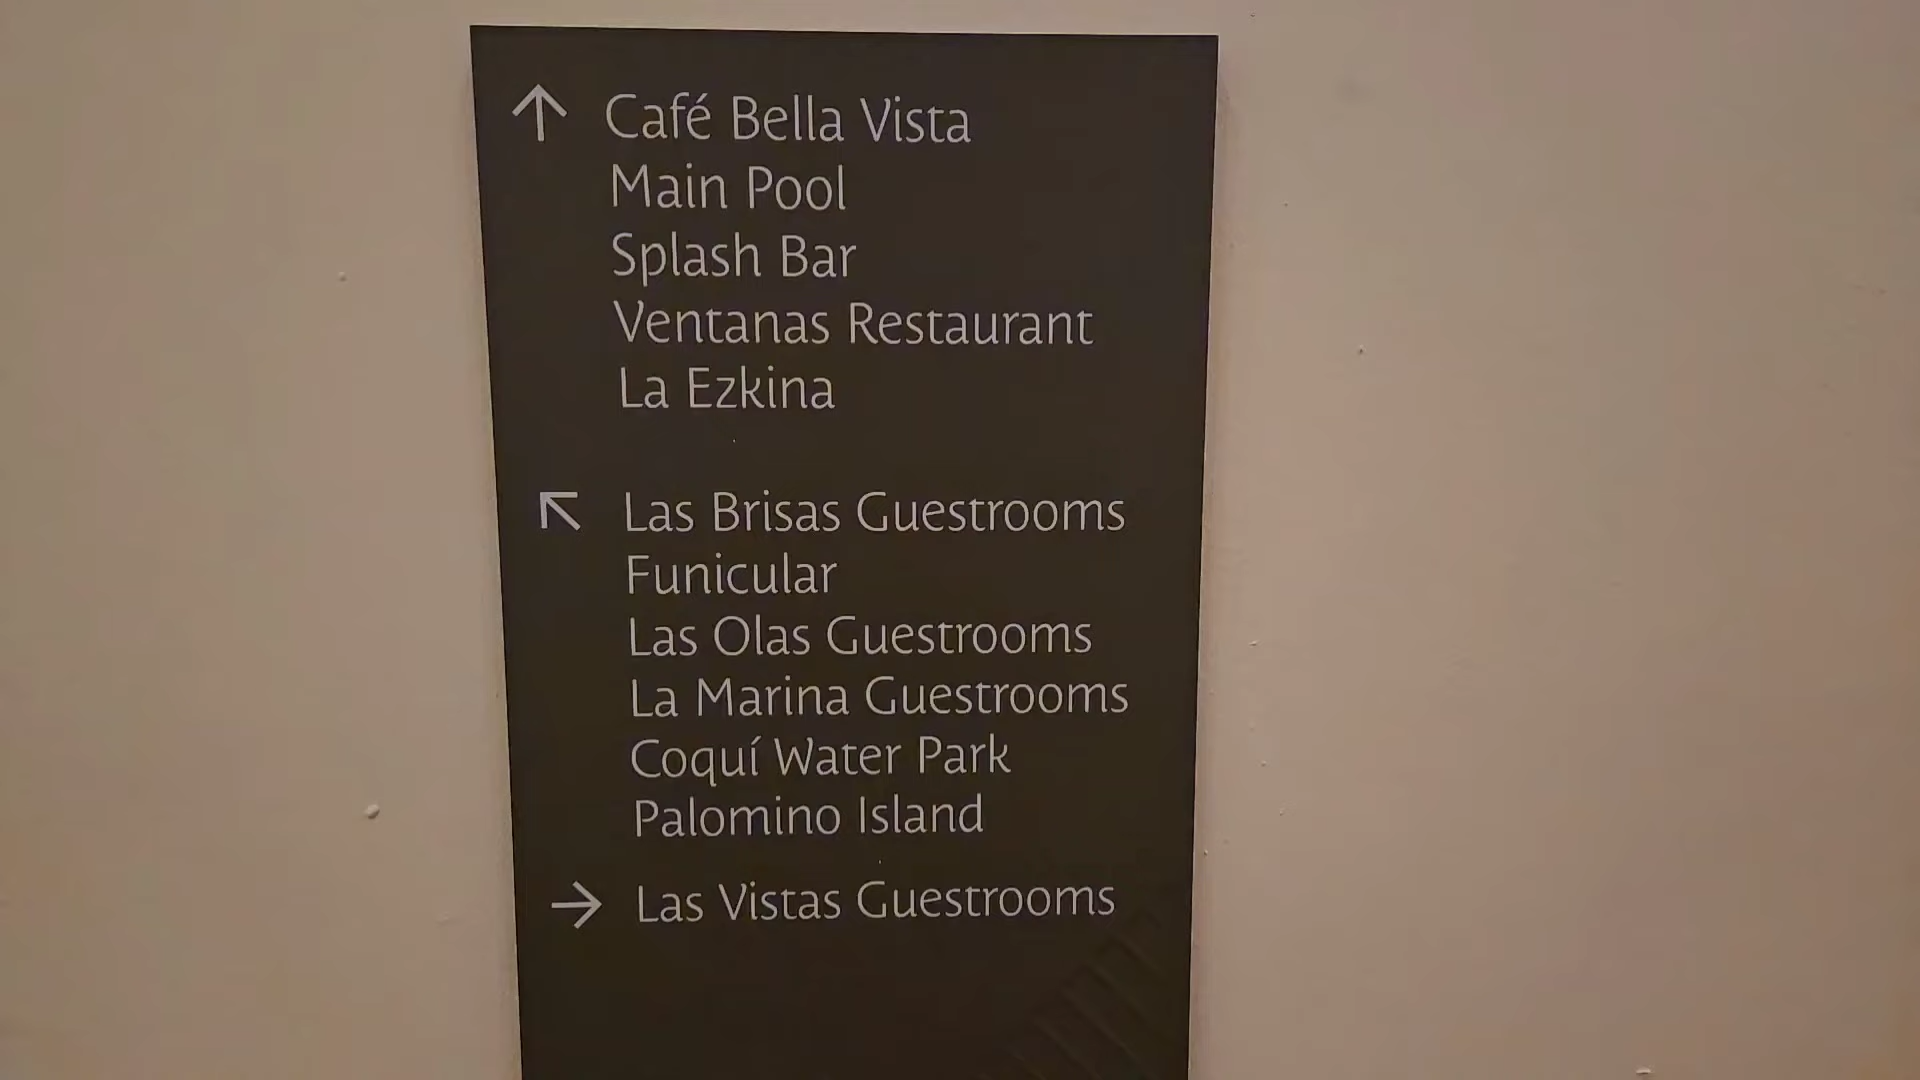 Café Bella Vista
Main Pool
Splash Bar
Ventanas Restaurant
La Ezkina
Las Brisas Guestrooms
Funicular
Las Olas Guestrooms
La Marina Guestrooms
Coquí Water Park
Palomino Island
Las Vistas Guestrooms